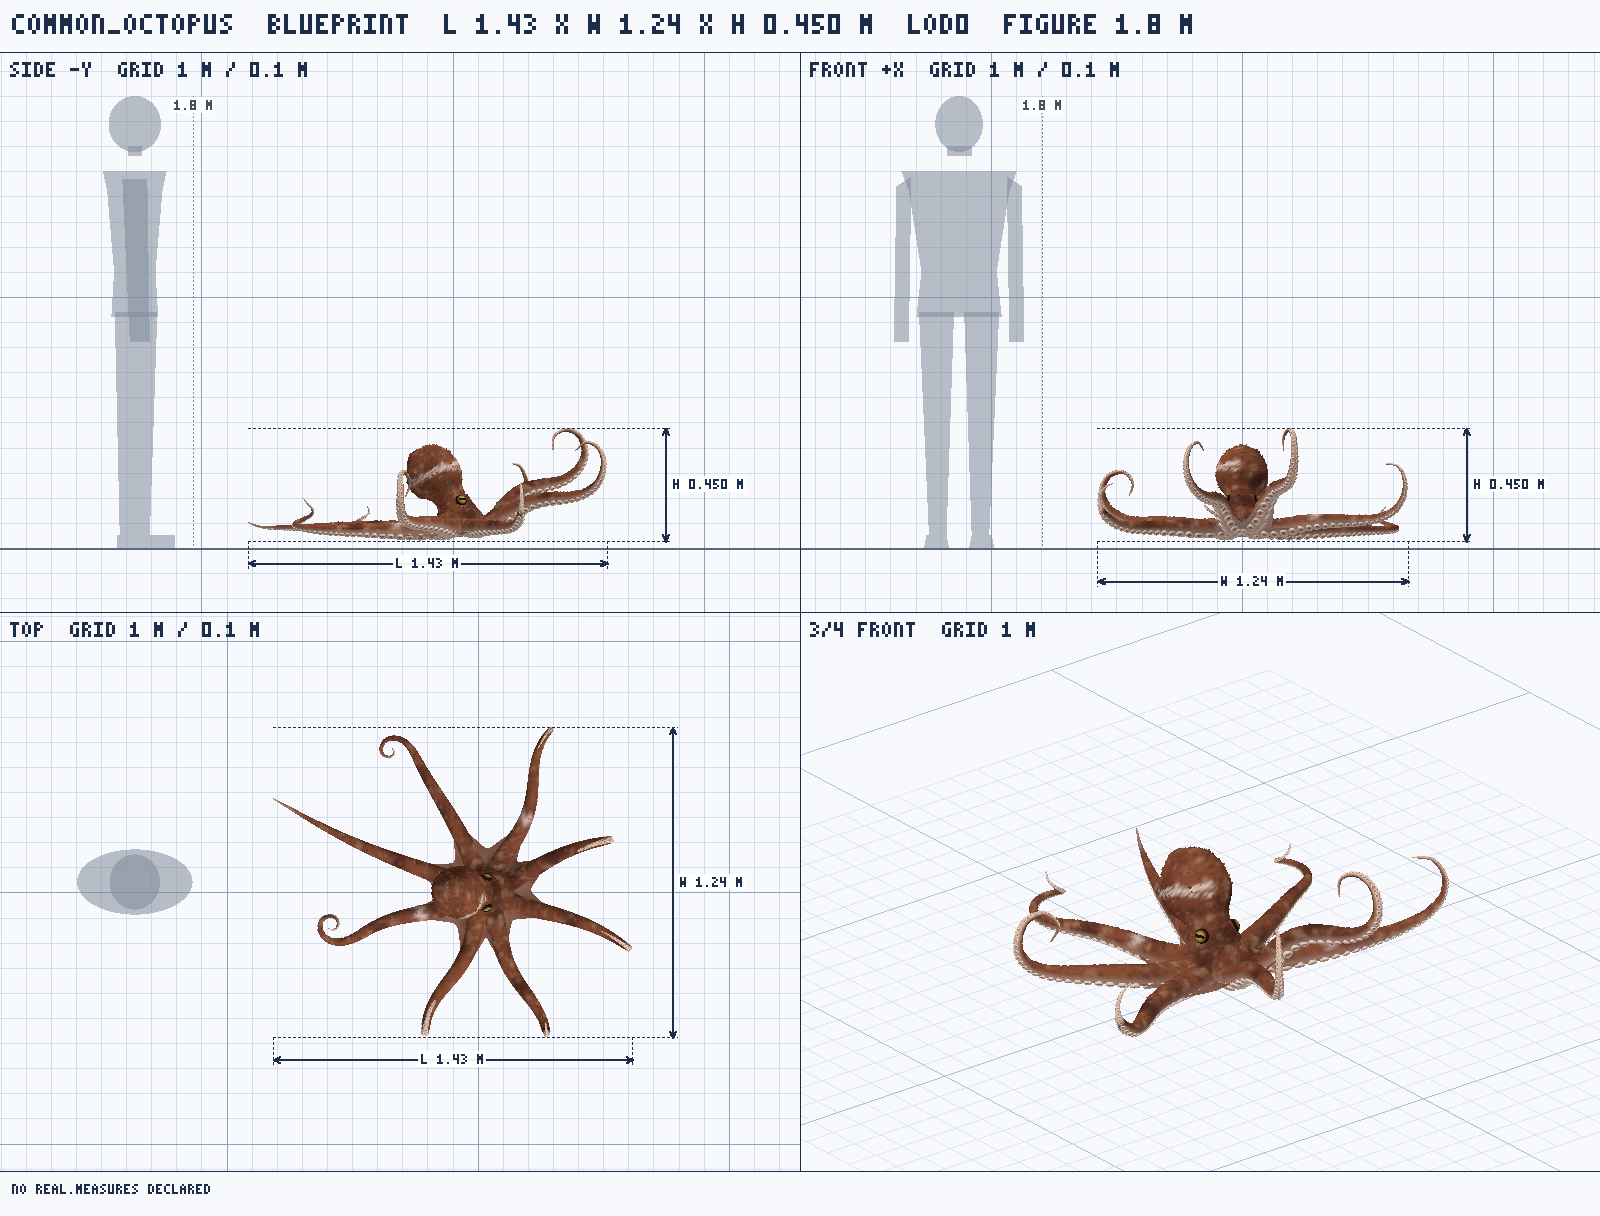 COMMON_OCTOPUS BLUEPRINT L 1.43 X W 1.24 X H 0.450 M LOD0 FIGURE 1.8 M
SIDE -Y GRID 1 M / 0.1 M
1.8 M
H 0.450 M
L 1.43 M
FRONT +X GRID 1 M / 0.1 M
1.8 M
H 0.450 M
W 1.24 M
TOP GRID 1 M / 0.1 M
W 1.24 M
L 1.43 M
3/4 FRONT GRID 1 M
NO REAL.MEASURES DECLARED